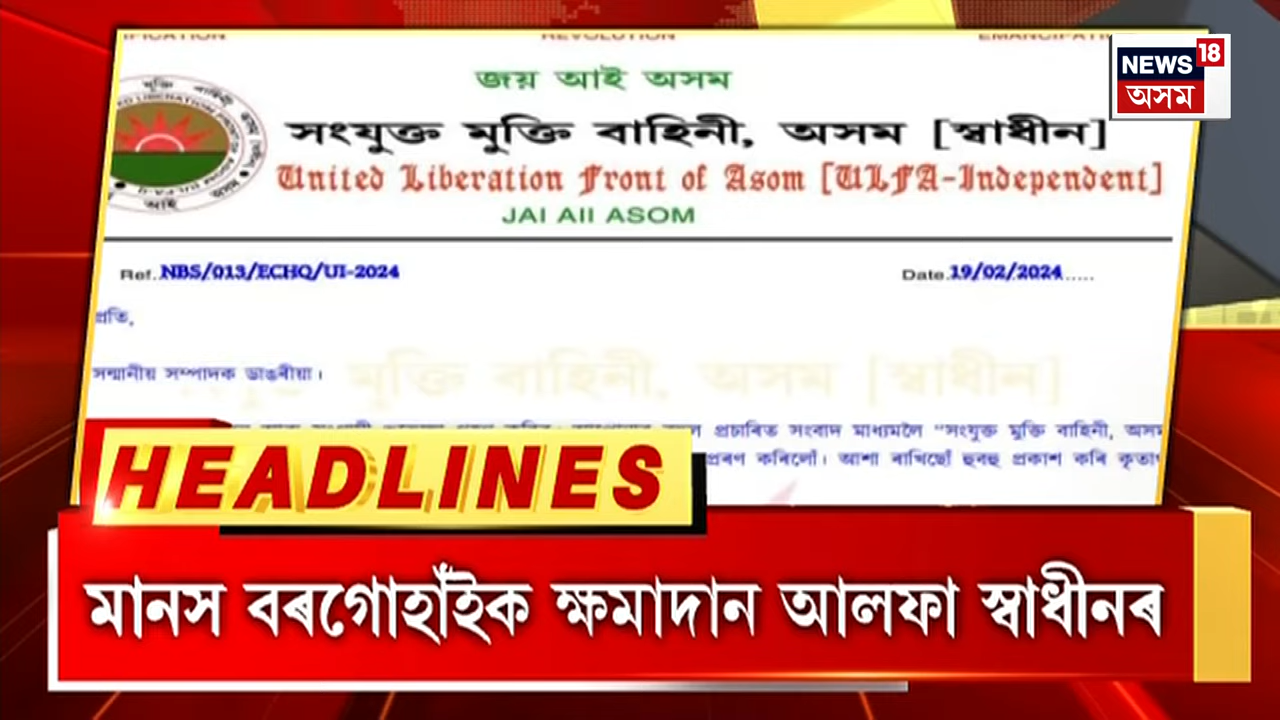 REVOLUTION
NEWS 18
অসম
জয় আই অসম
সংযুক্ত মুক্তি বাহিনী, অসম [স্বাধীন]
United Liberation Front of Asom [ULFA-Independent]
JAI AII ASOM
Ref. NBS/013/ECHQ/UI-2024 Date. 19/02/2024.....
প্ৰতি,
সন্মানীয় সম্পাদক ডাঙৰীয়া।
মুক্তি বাহিনী, অসম [স্বাধীন]
প্ৰচাৰিত সংবাদ মাধ্যমলৈ "সংযুক্ত মুক্তি বাহিনী,
কৰিলোঁ। আশা ৰাখিছোঁ হুবহু প্ৰকাশ কৰি
HEADLINES
মানস বৰগোহাঁইক ক্ষমাদান আলফা স্বাধীনৰ